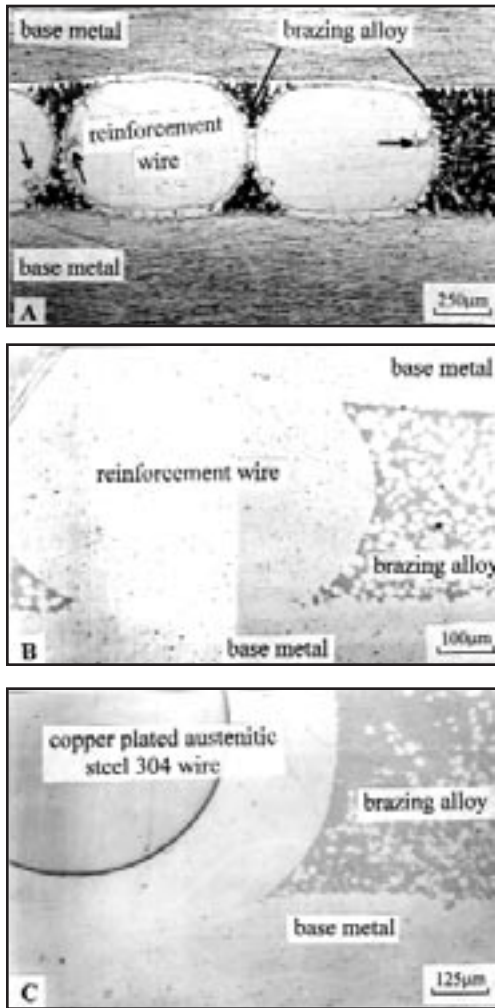 base metal
brazing alloy
reinforcement
wire
base metal
250µm
A
base metal
reinforcement wire
brazing alloy
100µm
B
base metal
copper plated austenitic
steel 304 wire
brazing alloy
base metal
125µm
C